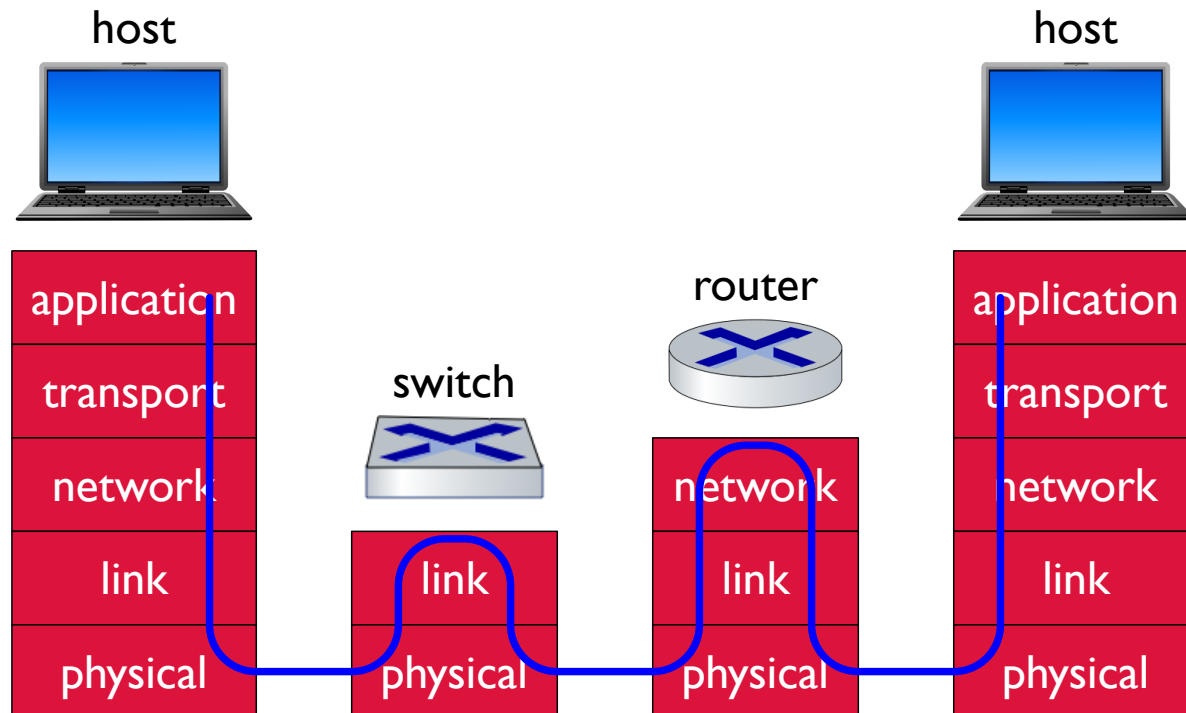 host
application
transport
network
link
physical
switch
link
physical
router
network
link
physical
host
application
transport
network
link
physical